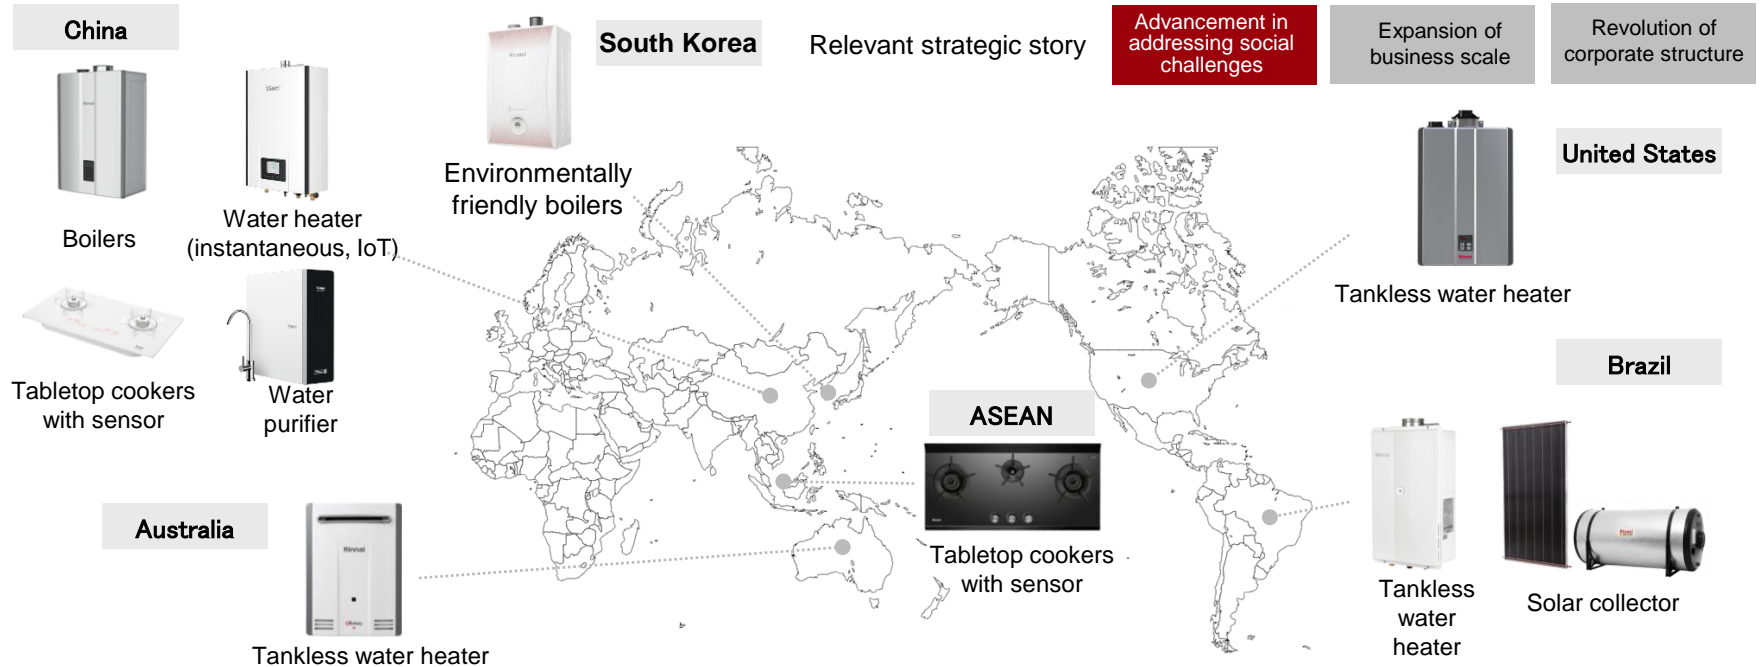 China
South Korea
Relevant strategic story
Advancement in
addressing social
challenges
Expansion of
business scale
Revolution of
corporate structure
Boilers
Water heater
(instantaneous, IoT)
Environmentally
friendly boilers
United States
Tankless water heater
Tabletop cookers
with sensor
Water
purifier
ASEAN
Tabletop cookers
with sensor
Brazil
Tankless
water
heater
Solar collector
Australia
Rinnai
Tankless water heater